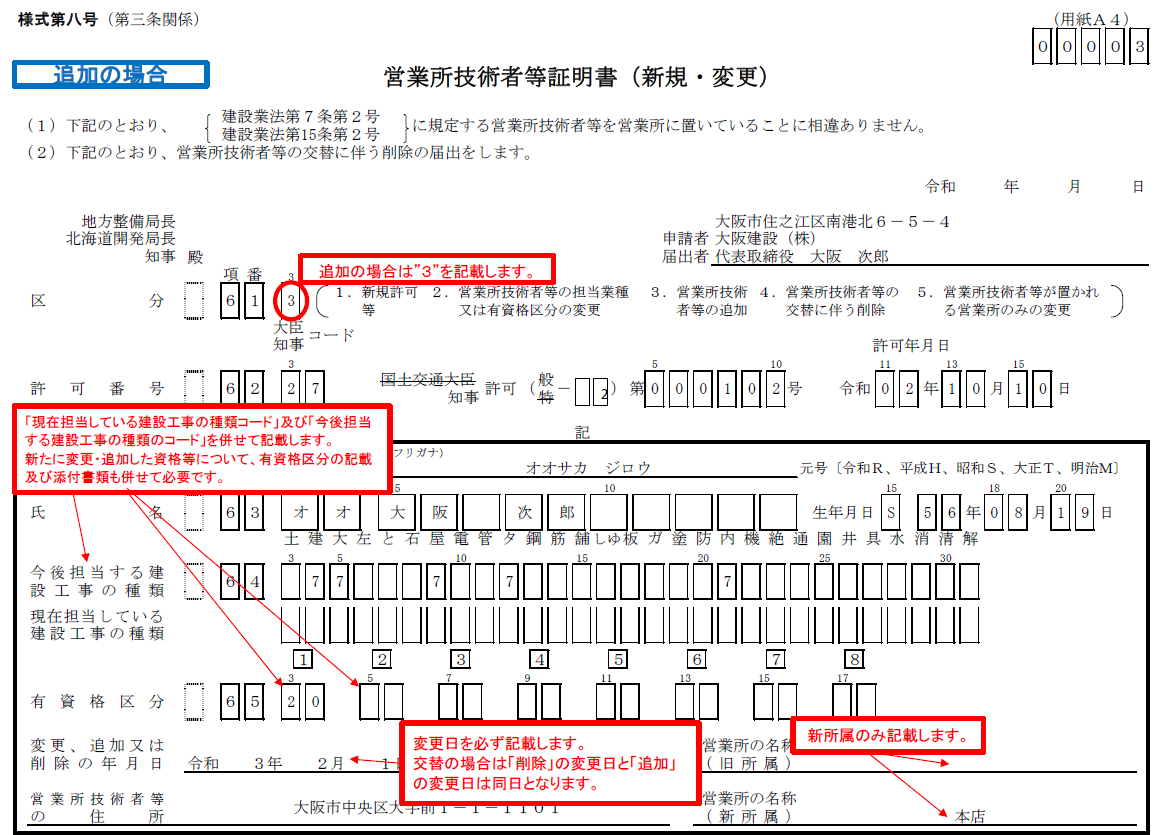 様式第八号（第三条関係）
（用紙Ａ４）
0 0 0 0 3
追加の場合
営業所技術者等証明書（新規・変更）
（１）下記のとおり、｛建設業法第７条第２号
建設業法第15条第２号｝に規定する営業所技術者等を営業所に置いていることに相違ありません。
（２）下記のとおり、営業所技術者等の交替に伴う削除の届出をします。
令和　年　月　日
地方整備局長
北海道開発局長
知事 殿
大阪市住之江区南港北６－５－４
申請者 大阪建設（株）
届出者 代表取締役　大阪　次郎
追加の場合は”3”を記載します。
項番
3
区分 6 1 3
（１．新規許可等 ２．営業所技術者等の担当業種又は有資格区分の変更 ３．営業所技術者等の追加 ４．営業所技術者等の交替に伴う削除 ５．営業所技術者等が置かれる営業所のみの変更）
大臣
知事 コード
許可年月日
3 5 10 11 13 15
許可番号 6 2 2 7 国土交通大臣
知事 許可（般
特－ 2）第 0 0 0 1 0 2 号 令和 0 2 年 1 0 月 1 0 日
「現在担当している建設工事の種類コード」及び「今後担当
する建設工事の種類のコード」を併せて記載します。
新たに変更・追加した資格等について、有資格区分の記載
及び添付書類も併せて必要です。
記
フリガナ）
オオサカ　ジロウ
元号〔令和Ｒ、平成Ｈ、昭和Ｓ、大正Ｔ、明治Ｍ〕
5 10 15 18 20
氏名 6 3 オ オ 大 阪 次 郎 生年月日 S 5 6 年 0 8 月 1 9 日
土 建 大 左 と 石 屋 電 管 タ 鋼 筋 舗 しゅ 板 ガ 塗 防 内 機 絶 通 園 井 具 水 消 清 解
3 5 10 15 20 25 30
今後担当する建
設工事の種類 6 4 7 7 7 7 7
現在担当している
建設工事の種類
1 2 3 4 5 6 7 8
3 5 7 9 11 13 15 17
有資格区分 6 5 2 0
変更、追加又は
削除の年月日 令和　３年　２月　１
変更日を必ず記載します。
交替の場合は「削除」の変更日と「追加」
の変更日は同日となります。
新所属のみ記載します。
営業所の名称
（旧所属）
営業所技術者等
の住所 大阪市中央区大手前１－１－１１０１
営業所の名称
（新所属） 本店